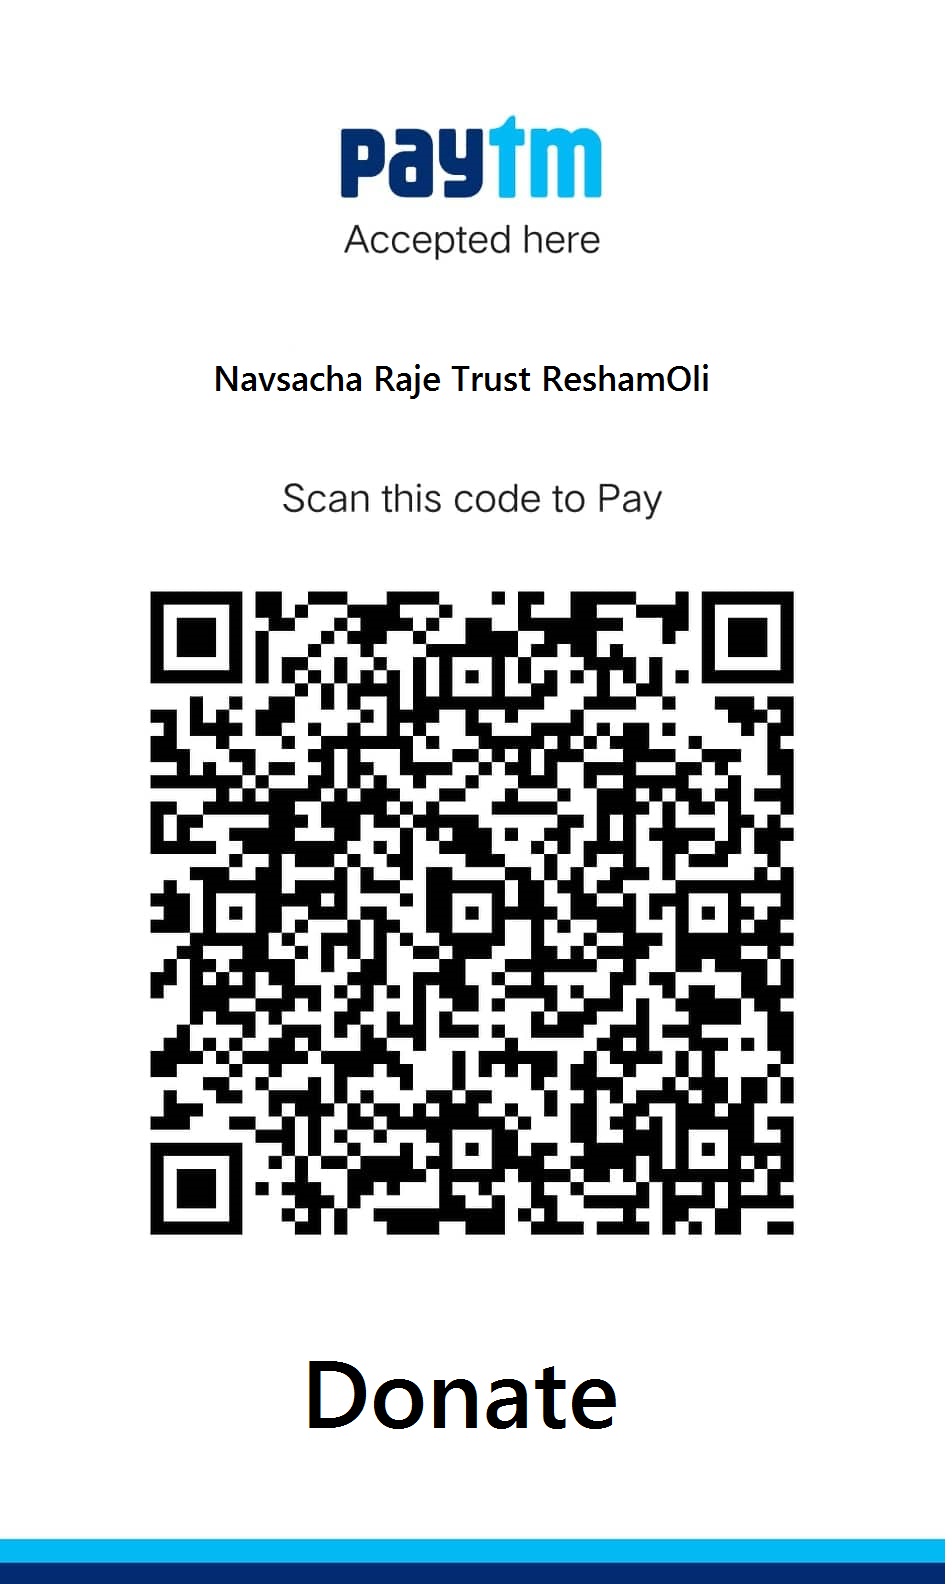 paytm
Accepted here
Navsacha Raje Trust ReshamOli
Scan this code to Pay
Donate